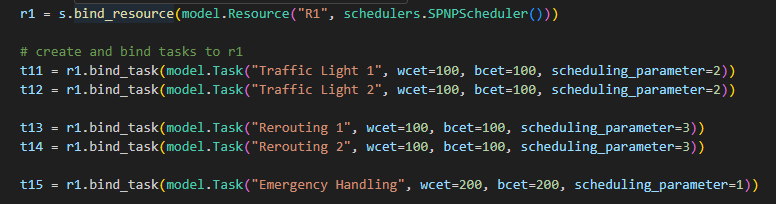 r1 = s.bind_resource(model.Resource("R1", schedulers.SPNPScheduler()))
# create and bind tasks to r1
t11 = r1.bind_task(model.Task("Traffic Light 1", wcet=100, bcet=100, scheduling_parameter=2))
t12 = r1.bind_task(model.Task("Traffic Light 2", wcet=100, bcet=100, scheduling_parameter=2))
t13 = r1.bind_task(model.Task("Rerouting 1", wcet=100, bcet=100, scheduling_parameter=3))
t14 = r1.bind_task(model.Task("Rerouting 2", wcet=100, bcet=100, scheduling_parameter=3))
t15 = r1.bind_task(model.Task("Emergency Handling", wcet=200, bcet=200, scheduling_parameter=1))